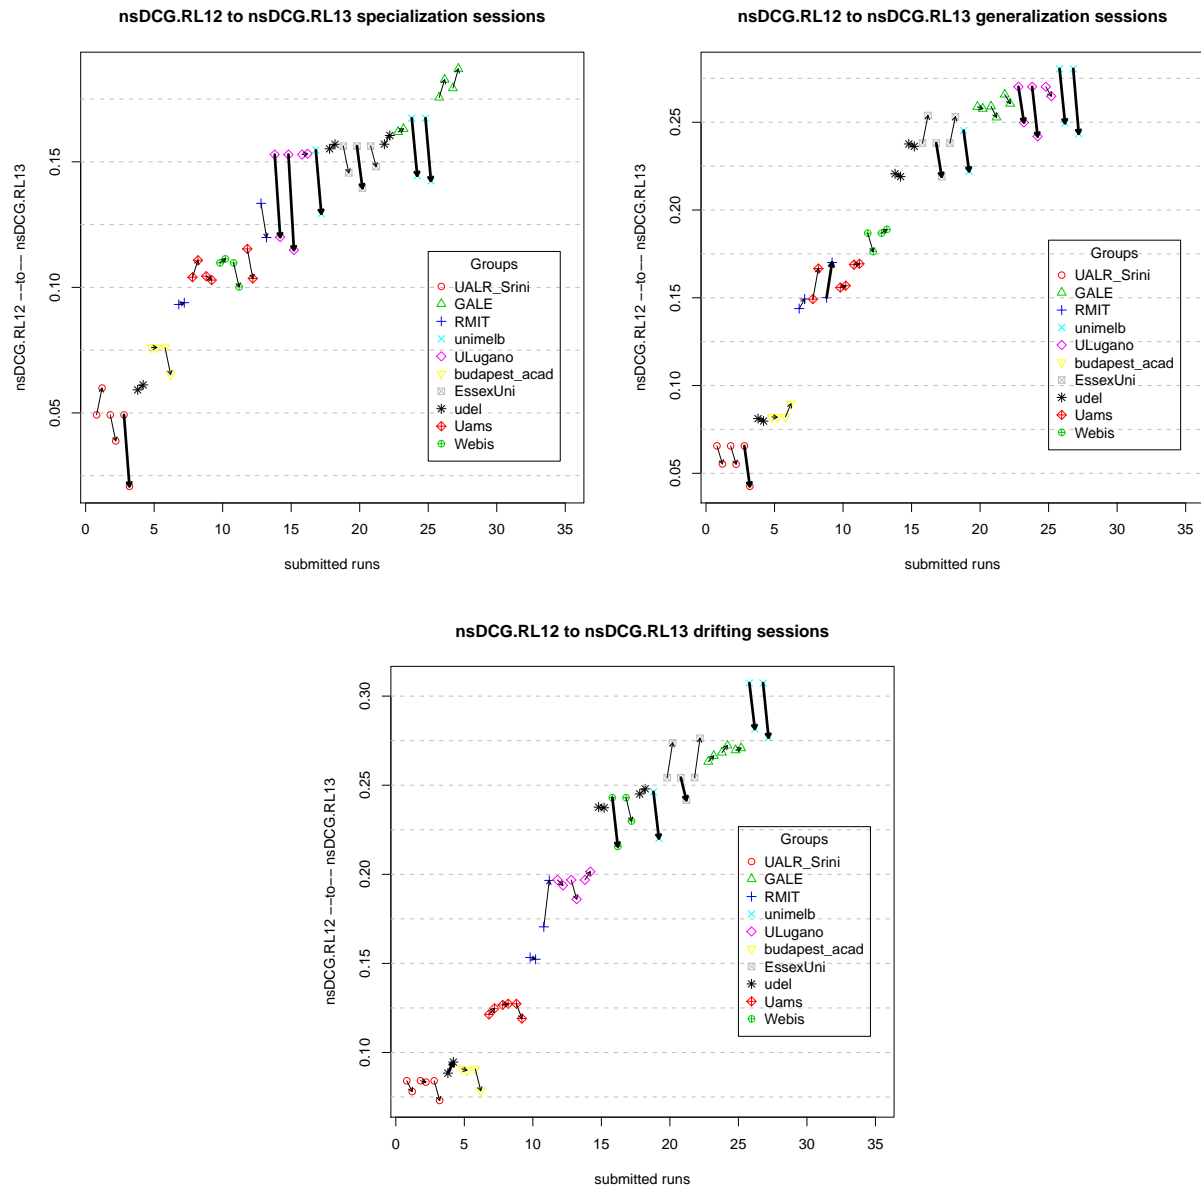 nsDCG.RL12 to nsDCG.RL13 specialization sessions
nsDCG.RL12 −−to−− nsDCG.RL13
0.05
0.10
0.15
0
5
10
15
20
25
30
35
submitted runs
Groups
UALR_Srini
GALE
RMIT
unimelb
ULugano
budapest_acad
EssexUni
udel
Uams
Webis
nsDCG.RL12 to nsDCG.RL13 generalization sessions
nsDCG.RL12 −−to−− nsDCG.RL13
0.05
0.10
0.15
0.20
0.25
0
5
10
15
20
25
30
35
submitted runs
Groups
UALR_Srini
GALE
RMIT
unimelb
ULugano
budapest_acad
EssexUni
udel
Uams
Webis
nsDCG.RL12 to nsDCG.RL13 drifting sessions
nsDCG.RL12 −−to−− nsDCG.RL13
0.10
0.15
0.20
0.25
0.30
0
5
10
15
20
25
30
35
submitted runs
Groups
UALR_Srini
GALE
RMIT
unimelb
ULugano
budapest_acad
EssexUni
udel
Uams
Webis